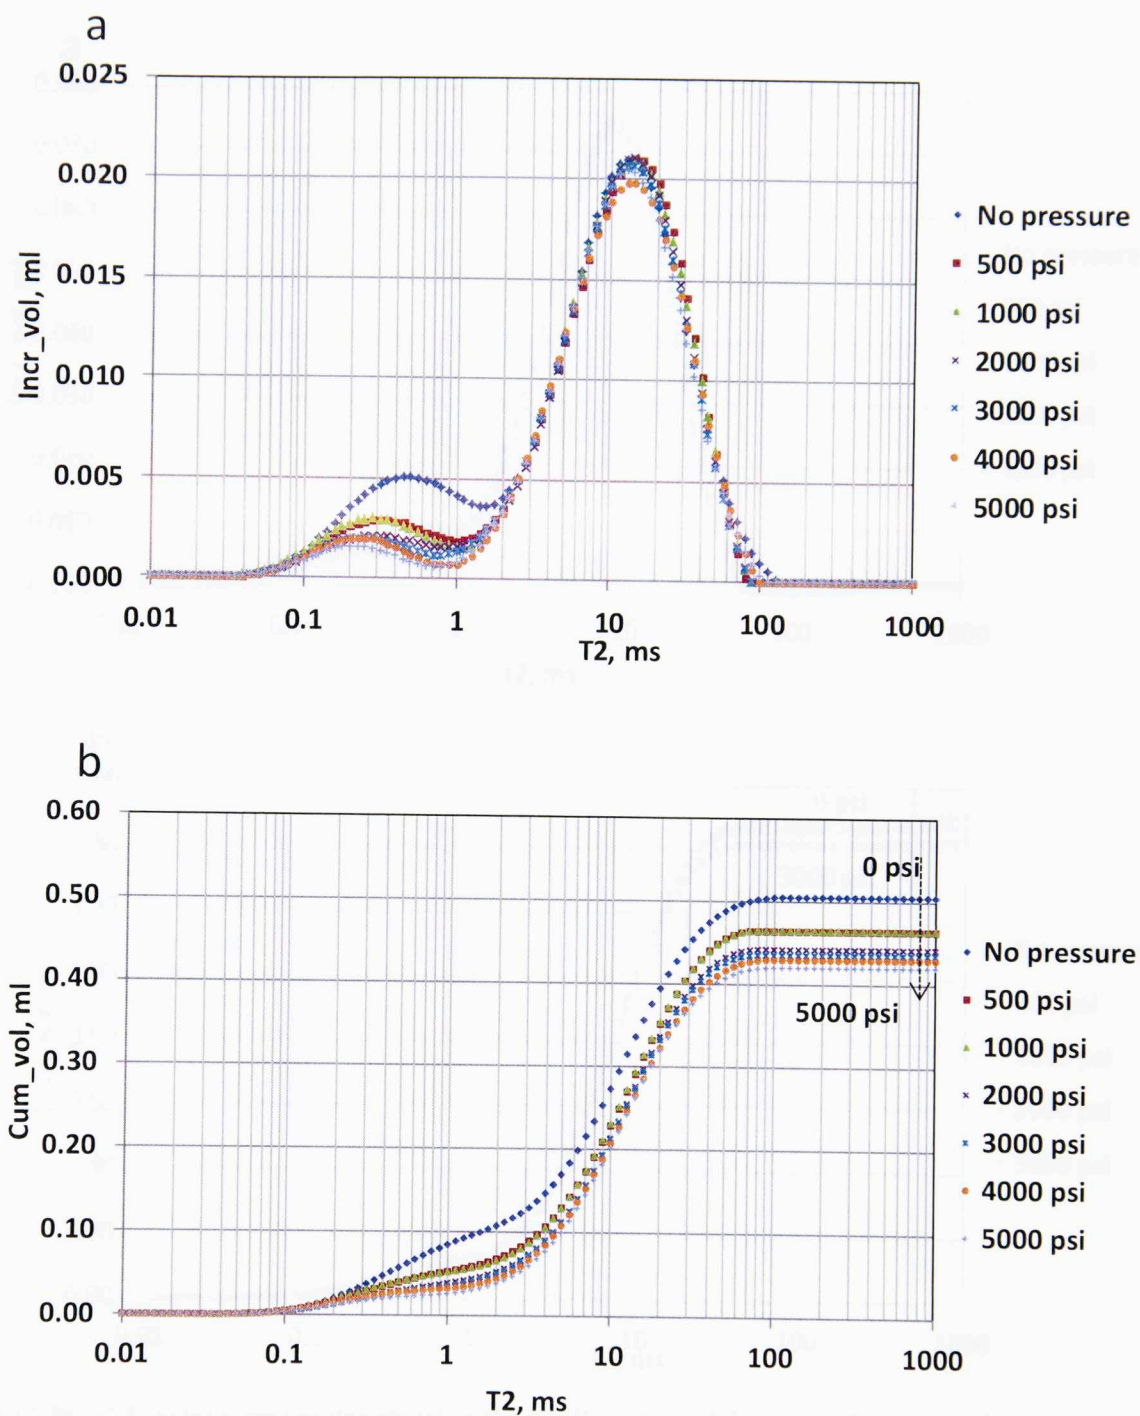 a
0.025
0.020
0.015
0.010
0.005
0.000
Incr_vol, ml
0.01 0.1 1 10 100 1000
T2, ms
No pressure
500 psi
1000 psi
2000 psi
3000 psi
4000 psi
5000 psi
b
0.60
0.50
0.40
0.30
0.20
0.10
0.00
Cum_vol, ml
0 psi
5000 psi
0.01 0.1 1 10 100 1000
T2, ms
No pressure
500 psi
1000 psi
2000 psi
3000 psi
4000 psi
5000 psi